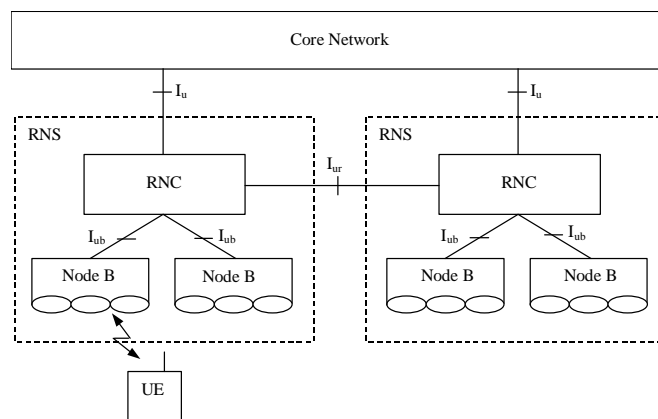 Core Network
Iu
Iu
RNS
RNS
RNC
Iur
RNC
Iub
Iub
Iub
Iub
Node B
Node B
Node B
Node B
UE